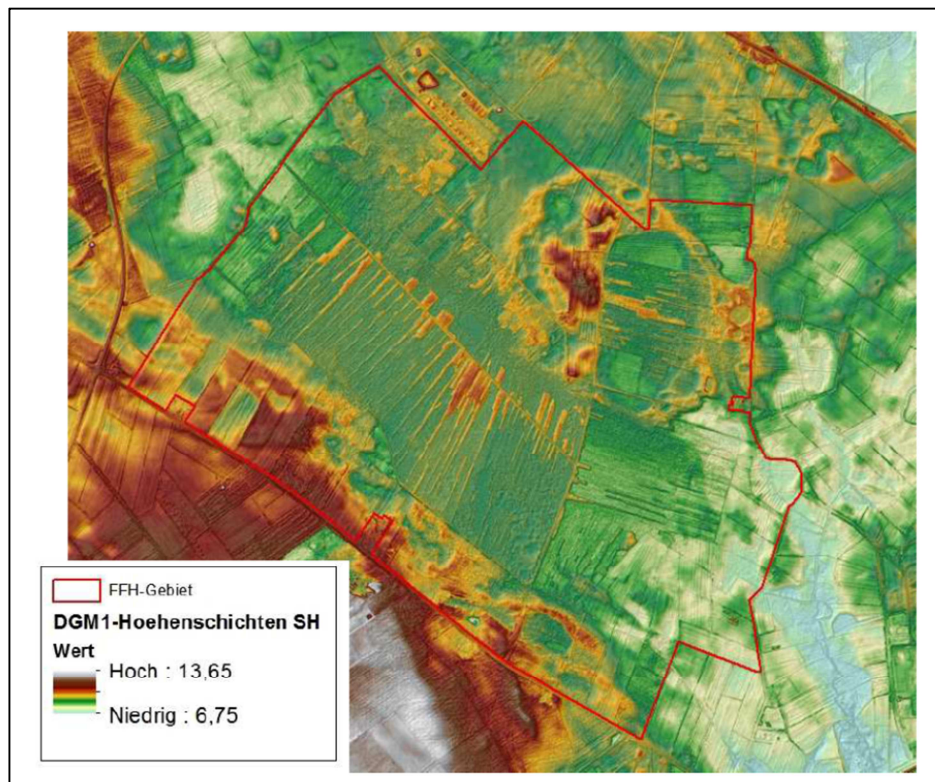 FFH-Gebiet
DGM1-Hoehenschichten SH
Wert
Hoch : 13,65
Niedrig : 6,75